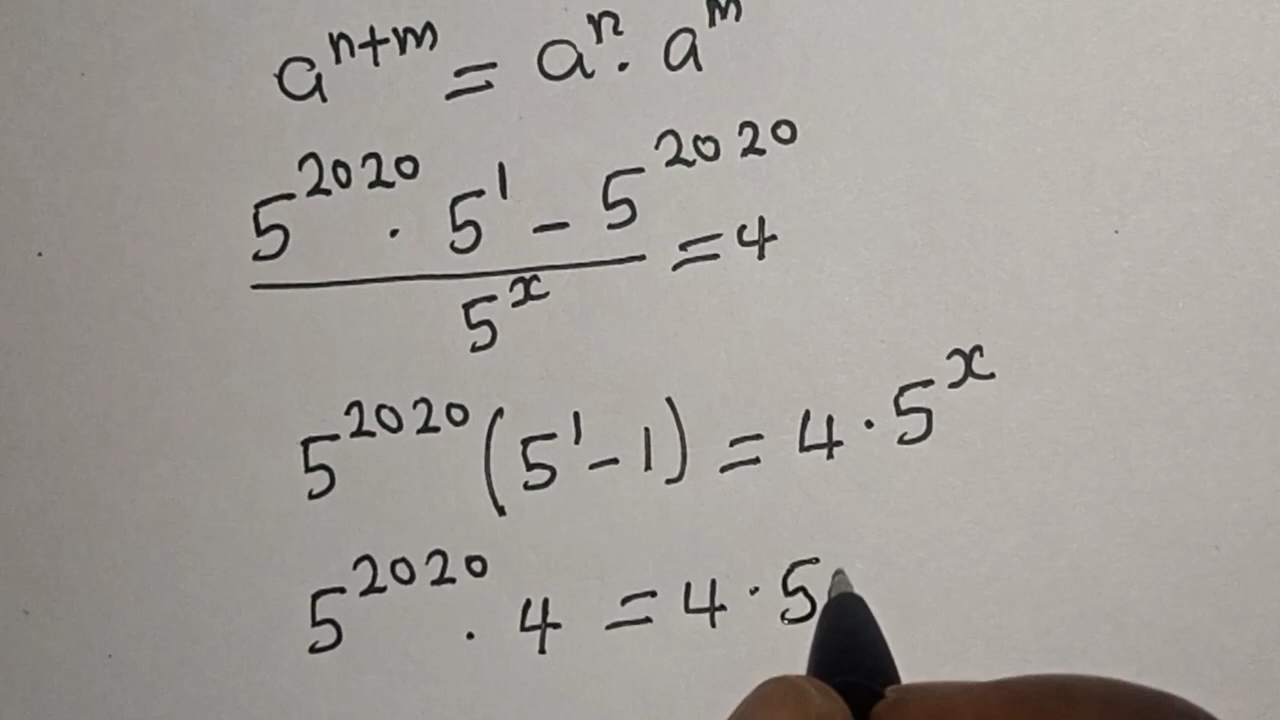 a^{n+m} = a^n · a^m
\frac{5^{2020} · 5^1 - 5^{2020}}{5^x} = 4
5^{2020} (5^1 - 1) = 4 · 5^x
5^{2020} · 4 = 4 · 5